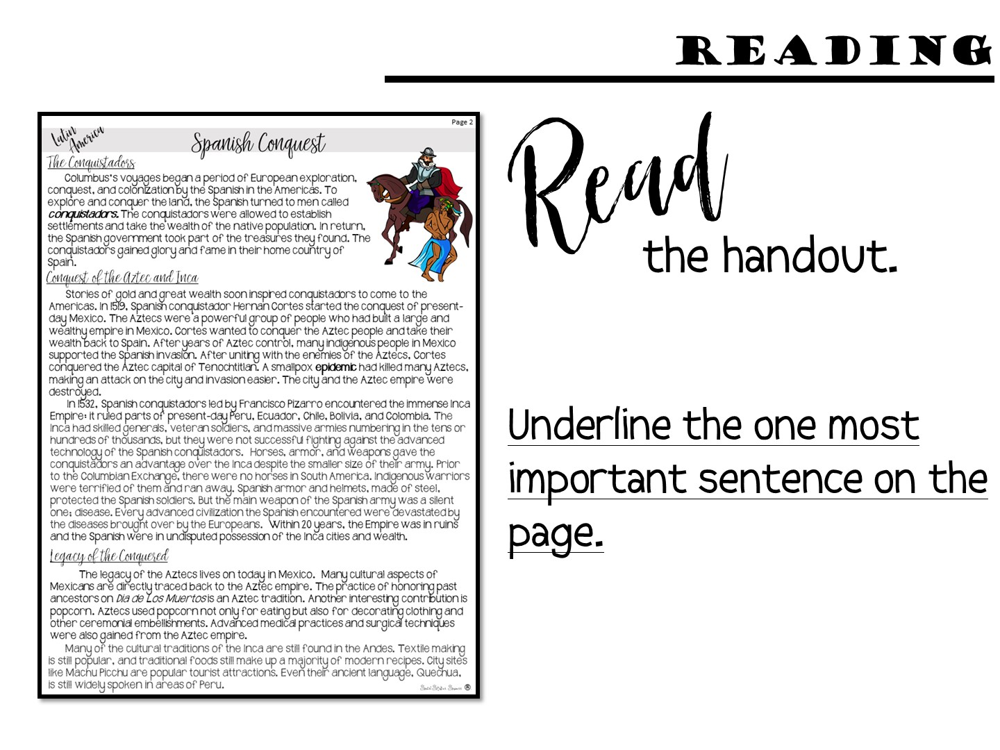 READING
Page 2
Latin
America
Spanish Conquest
The Conquistadors
Columbus's voyages began a period of European exploration,
conquest, and colonization by the Spanish in the Americas. To
explore and conquer the land, the Spanish turned to men called
conquistadors. The conquistadors were allowed to establish
settlements and take the wealth of the native population. In return,
the Spanish government took part of the treasures they found. The
conquistadors gained glory and fame in their home country of
Spain.
Conquest of the Aztec and Inca
Stories of gold and great wealth soon inspired conquistadors to come to the
Americas. In 1519, Spanish conquistador Hernan Cortes started the conquest of present-
day Mexico. The Aztecs were a powerful group of people who had built a large and
wealthy empire in Mexico. Cortes wanted to conquer the Aztec people and take their
wealth back to Spain. After years of Aztec control, many indigenous people in Mexico
supported the Spanish invasion. After uniting with the enemies of the Aztecs, Cortes
conquered the Aztec capital of Tenochtitlan. A smallpox epidemic had killed many Aztecs,
making an attack on the city and invasion easier. The city and the Aztec empire were
destroyed.
In 1532, Spanish conquistadors led by Francisco Pizarro encountered the immense Inca
Empire: it ruled parts of present-day Peru, Ecuador, Chile, Bolivia, and Colombia. The
Inca had skilled generals, veteran soldiers, and massive armies numbering in the tens or
hundreds of thousands, but they were not successful fighting against the advanced
technology of the Spanish conquistadors. Horses, armor, and weapons gave the
conquistadors an advantage over the Inca despite the smaller size of their army. Prior
to the Columbian Exchange, there were no horses in South America. Indigenous warriors
were terrified of them and ran away. Spanish armor and helmets, made of steel,
protected the Spanish soldiers. But the main weapon of the Spanish army was a silent
one; disease. Every advanced civilization the Spanish encountered were devastated by
the diseases brought over by the Europeans. Within 20 years, the Empire was in ruins
and the Spanish were in undisputed possession of the Inca cities and wealth.
Legacy of the Conquered
The legacy of the Aztecs lives on today in Mexico. Many cultural aspects of
Mexicans are directly traced back to the Aztec empire. The practice of honoring past
ancestors on Dia de Los Muertos is an Aztec tradition. Another interesting contribution is
popcorn. Aztecs used popcorn not only for eating but also for decorating clothing and
other ceremonial embellishments. Advanced medical practices and surgical techniques
were also gained from the Aztec empire.
Many of the cultural traditions of the Inca are still found in the Andes. Textile making
is still popular, and traditional foods still make up a majority of modern recipes. City sites
like Machu Picchu are popular tourist attractions. Even their ancient language, Quechua,
is still widely spoken in areas of Peru.
®
Read
the handout.
Underline the one most
important sentence on the
page.